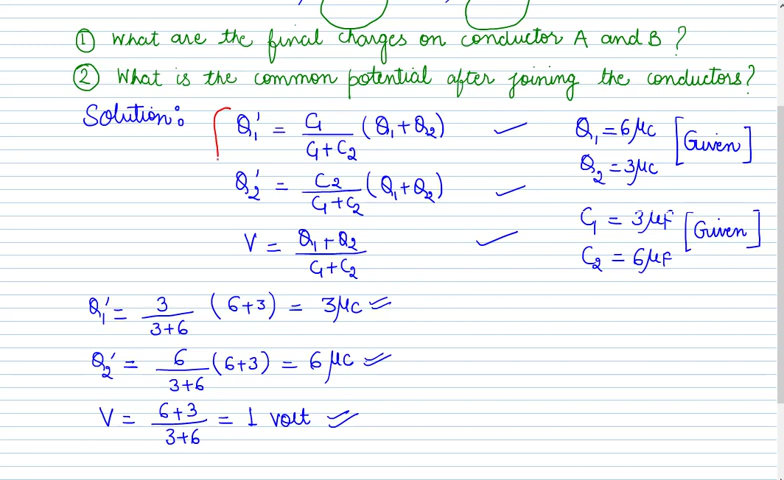 ① What are the final charges on conductor A and B ?
② What is the common potential after joining the conductors?
Solution:
Q₁' = C₁/(C₁+C₂) (Q₁+Q₂)
Q₂' = C₂/(C₁+C₂) (Q₁+Q₂)
V = (Q₁+Q₂)/(C₁+C₂)
Q₁ = 6μc [Given]
Q₂ = 3μc
C₁ = 3μF [Given]
C₂ = 6μF
Q₁' = 3/(3+6) (6+3) = 3μc
Q₂' = 6/(3+6) (6+3) = 6μc
V = (6+3)/(3+6) = 1 volt